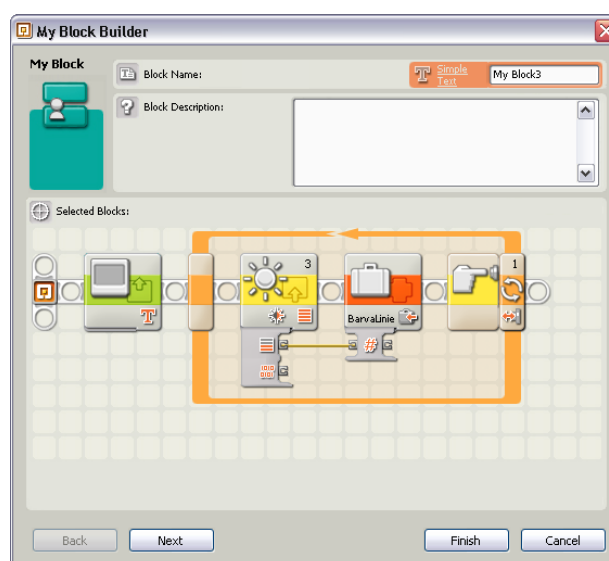 My Block Builder
My Block
Block Name:
Simple
Text
My Block3
Block Description:
Selected Blocks:
3
1
T
BarvaLinie
#
Back
Next
Finish
Cancel